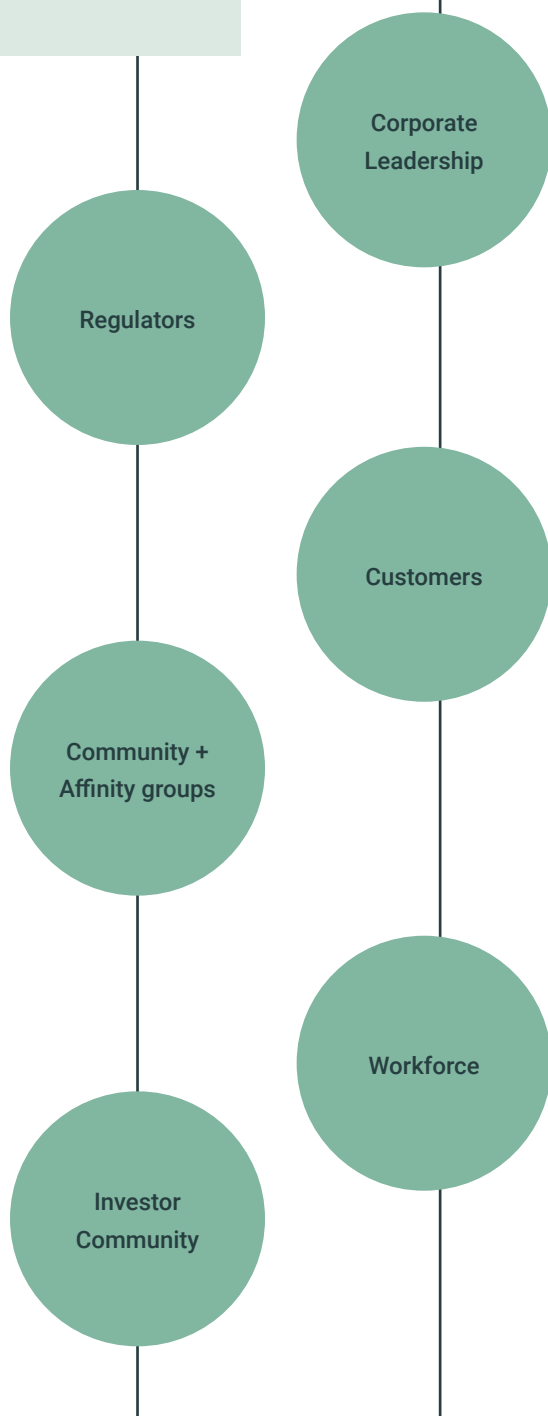 Corporate
Leadership
Regulators
Customers
Community +
Affinity groups
Workforce
Investor
Community